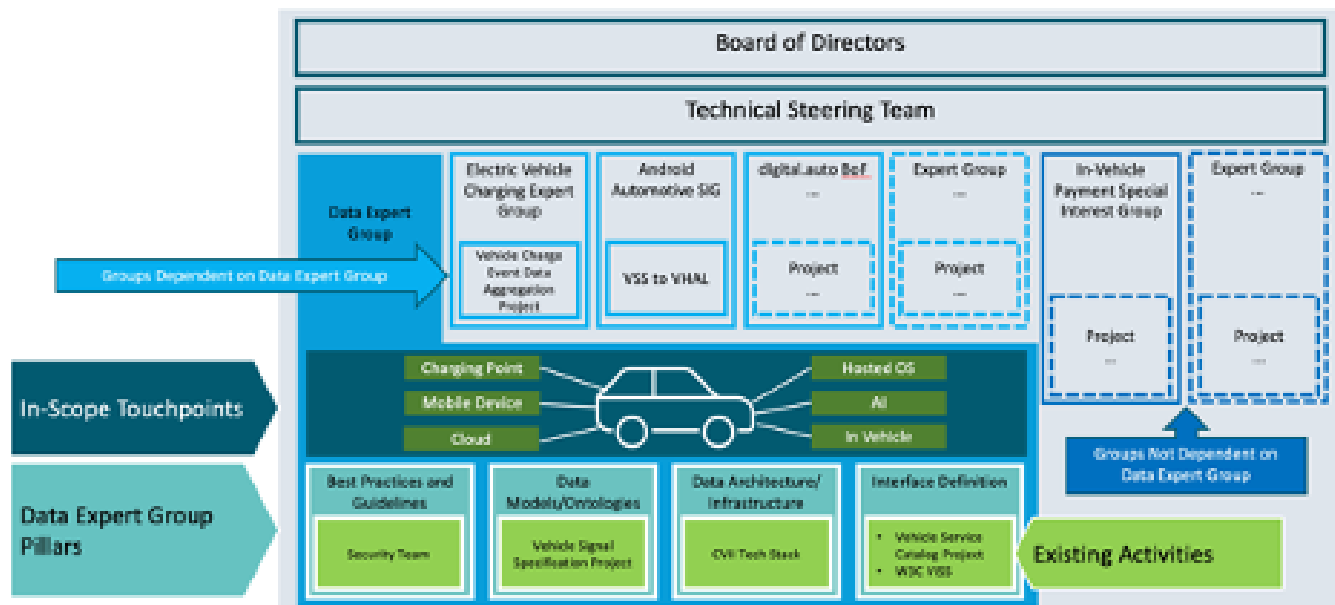 Board of Directors
Technical Steering Team
Data Expert
Group
Electric Vehicle
Charging Expert
Group
Vehicle Charge
Event Data
Aggregation
Project
Android
Automotive SIG
VSS to VHAL
digital.auto BoF
...
Project
...
Expert Group
...
Project
...
In-Vehicle
Payment Special
Interest Group
Project
...
Expert Group
...
Project
...
Groups Dependent on Data Expert Group
Groups Not Dependent on
Data Expert Group
In-Scope Touchpoints
Charging Point
Mobile Device
Cloud
Hosted OS
AI
In Vehicle
Data Expert Group
Pillars
Best Practices and
Guidelines
Security Team
Data
Models/Ontologies
Vehicle Signal
Specification Project
Data Architecture/
Infrastructure
CVII Tech Stack
Interface Definition
• Vehicle Service
Catalog Project
• W3C VISS
Existing Activities